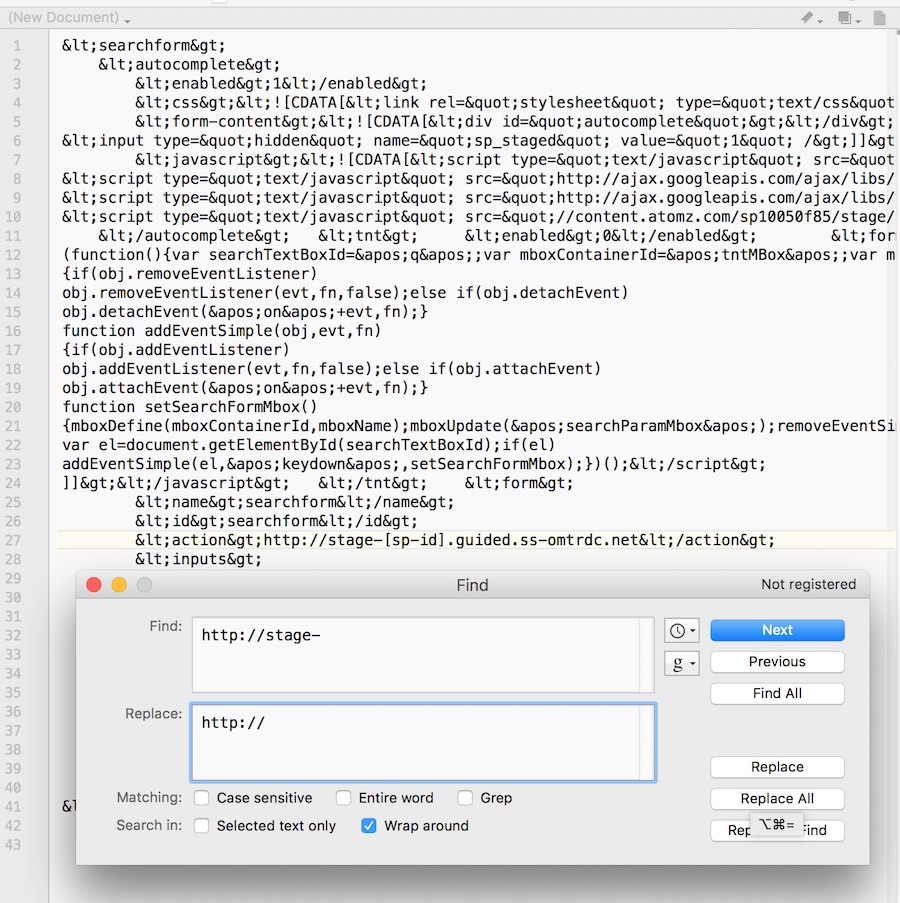 (New Document)
1 &lt;searchform&gt;
2 &lt;autocomplete&gt;
3 &lt;enabled&gt;1&lt;/enabled&gt;
4 &lt;css&gt;&lt;![CDATA[&lt;link rel=&quot;stylesheet&quot; type=&quot;text/css&quot
5 &lt;form-content&gt;&lt;![CDATA[&lt;div id=&quot;autocomplete&quot;&gt;&lt;/div&gt;
6 &lt;input type=&quot;hidden&quot; name=&quot;sp_staged&quot; value=&quot;1&quot; /&gt;]]&gt
7 &lt;javascript&gt;&lt;![CDATA[&lt;script type=&quot;text/javascript&quot; src=&quot
8 &lt;script type=&quot;text/javascript&quot; src=&quot;http://ajax.googleapis.com/ajax/libs/
9 &lt;script type=&quot;text/javascript&quot; src=&quot;http://ajax.googleapis.com/ajax/libs/
10 &lt;script type=&quot;text/javascript&quot; src=&quot;//content.atomz.com/sp10050f85/stage/
11 &lt;/autocomplete&gt; &lt;tnt&gt; &lt;enabled&gt;0&lt;/enabled&gt; &lt;for
12 (function(){var searchTextBoxId=&apos;q&apos;;var mboxContainerId=&apos;tntMBox&apos;;var m
13 {if(obj.removeEventListener)
14 obj.removeEventListener(evt,fn,false);else if(obj.detachEvent)
15 obj.detachEvent(&apos;on&apos;+evt,fn);}
16 function addEventSimple(obj,evt,fn)
17 {if(obj.addEventListener)
18 obj.addEventListener(evt,fn,false);else if(obj.attachEvent)
19 obj.attachEvent(&apos;on&apos;+evt,fn);}
20 function setSearchFormMbox()
21 {mboxDefine(mboxContainerId,mboxName);mboxUpdate(&apos;searchParamMbox&apos;);removeEventSi
22 var el=document.getElementById(searchTextBoxId);if(el)
23 addEventSimple(el,&apos;keydown&apos;,setSearchFormMbox);})();&lt;/script&gt;
24 ]]&gt;&lt;/javascript&gt; &lt;/tnt&gt; &lt;form&gt;
25 &lt;name&gt;searchform&lt;/name&gt;
26 &lt;id&gt;searchform&lt;/id&gt;
27 &lt;action&gt;http://stage-[sp-id].guided.ss-omtrdc.net&lt;/action&gt;
28 &lt;inputs&gt;
29
30
31
32
33
34
35
36
37
38
39
40
41 &l
42
43
Find
Not registered
Find: http://stage-
g
Next
Previous
Find All
Replace: http://
Replace
Matching: Case sensitive Entire word Grep
Replace All
Search in: Selected text only Wrap around
⌥⌘=
Rep
Find